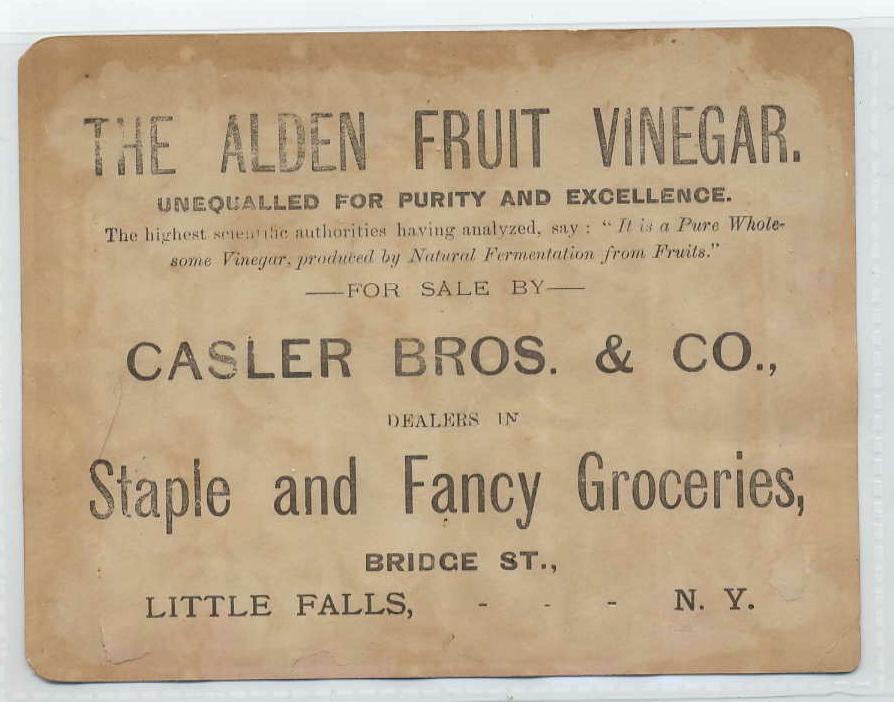 THE ALDEN FRUIT VINEGAR.
UNEQUALLED FOR PURITY AND EXCELLENCE.
The highest scientific authorities having analyzed, say : “ It is a Pure Whole-
some Vinegar, produced by Natural Fermentation from Fruits.”
—FOR SALE BY—
CASLER BROS. & CO.,
DEALERS IN
Staple and Fancy Groceries,
BRIDGE ST.,
LITTLE FALLS, - - - N. Y.